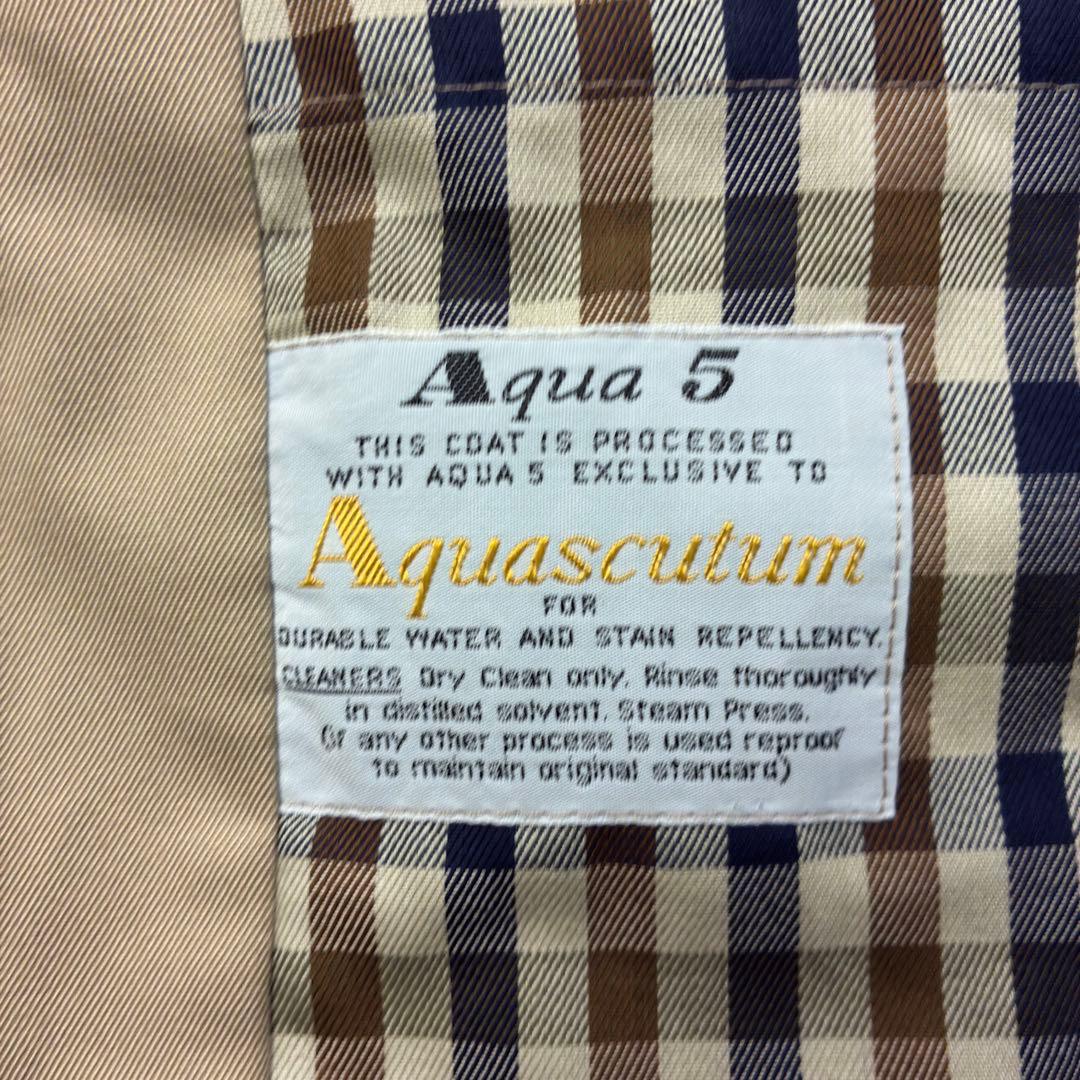 Aqua 5
THIS COAT IS PROCESSED
WITH AQUA 5 EXCLUSIVE TO
Aquascutum
FOR
DURABLE WATER AND STAIN REPELLENCY.
CLEANERS Dry Clean only. Rinse thoroughly
in distilled solvent. Steam Press.
(if any other process is used reproof
to maintain original standard)